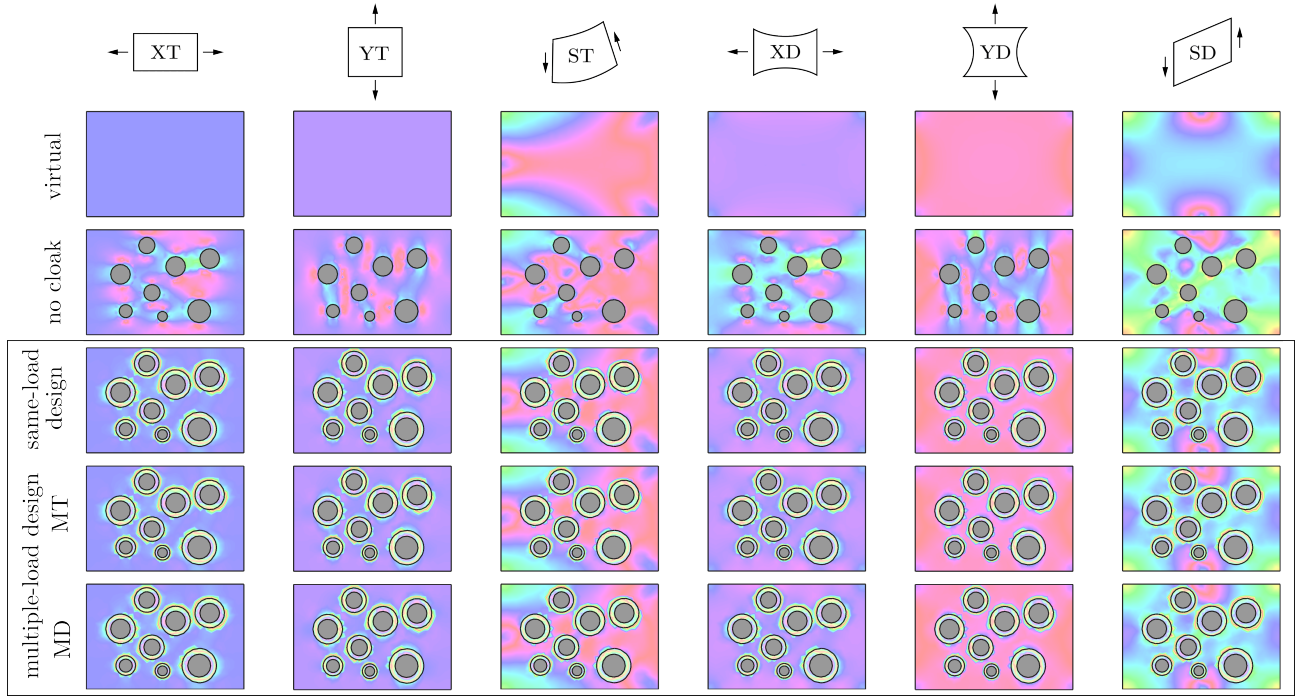 XT
YT
ST
XD
YD
SD
virtual
no cloak
same-load
design
multiple-load design
MT
MD